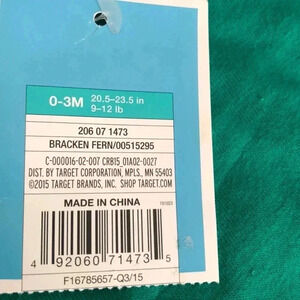 0-3M 20.5-23.5 in
9-12 lb
206 07 1473
BRACKEN FERN/00515295
C-000016-02-007 CRB15_01A02-0027
DIST. BY TARGET CORPORATION, MPLS., MN 55403
©2015 TARGET BRANDS, INC. SHOP TARGET.COM
MADE IN CHINA
4 92060 71473 5
F16785657-Q3/15